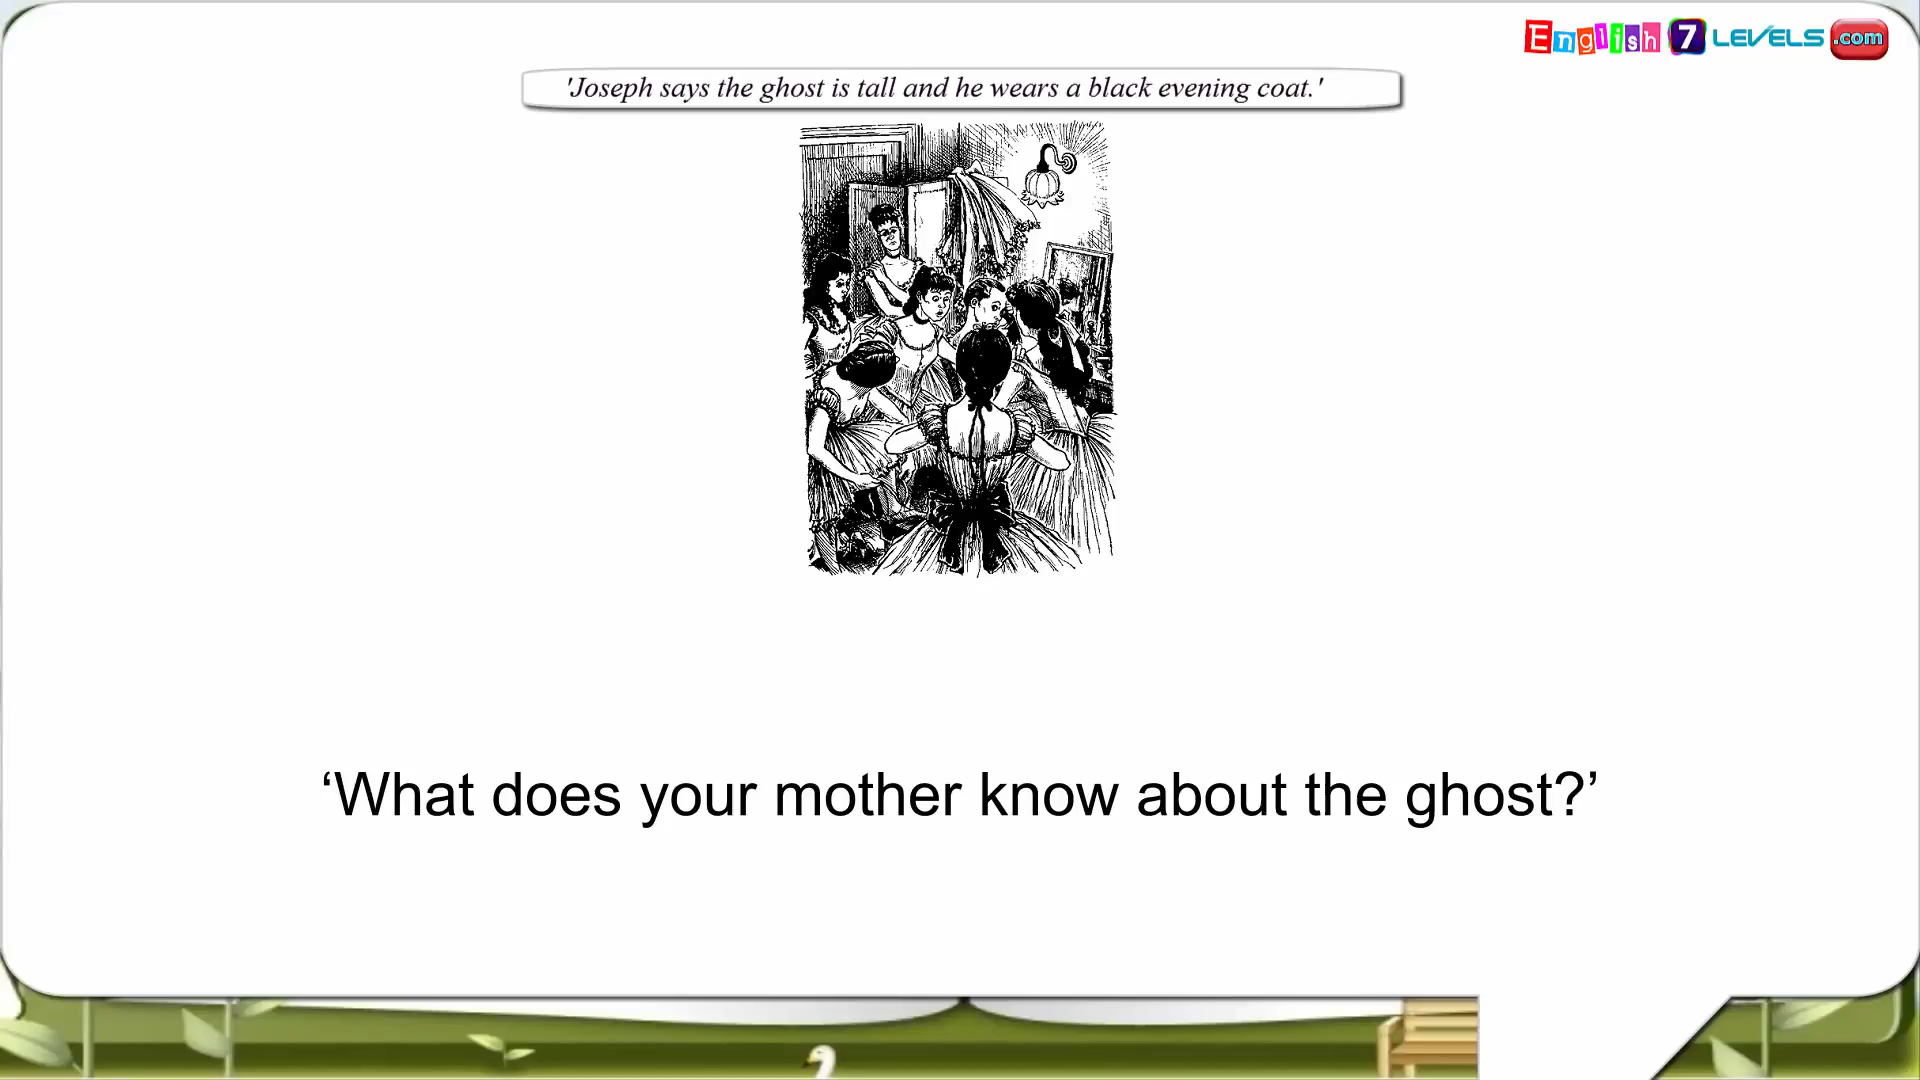 English 7 LEVELS .com
'Joseph says the ghost is tall and he wears a black evening coat.'
‘What does your mother know about the ghost?’